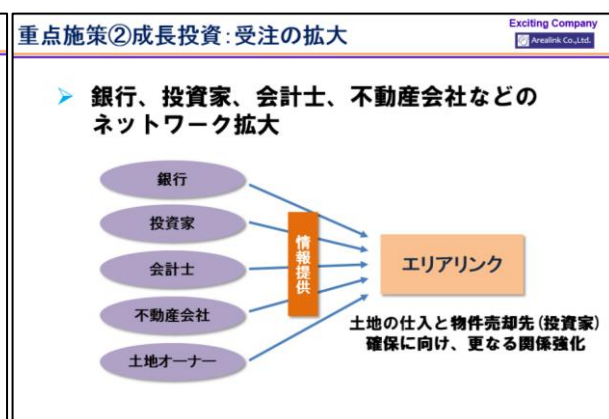 重点施策②成長投資：受注の拡大
Exciting Company
Arealink Co.,Ltd.
銀行、投資家、会計士、不動産会社などの
ネットワーク拡大
銀行
投資家
会計士
不動産会社
土地オーナー
情報提供
エリアリンク
土地の仕入と物件売却先(投資家)
確保に向け、更なる関係強化